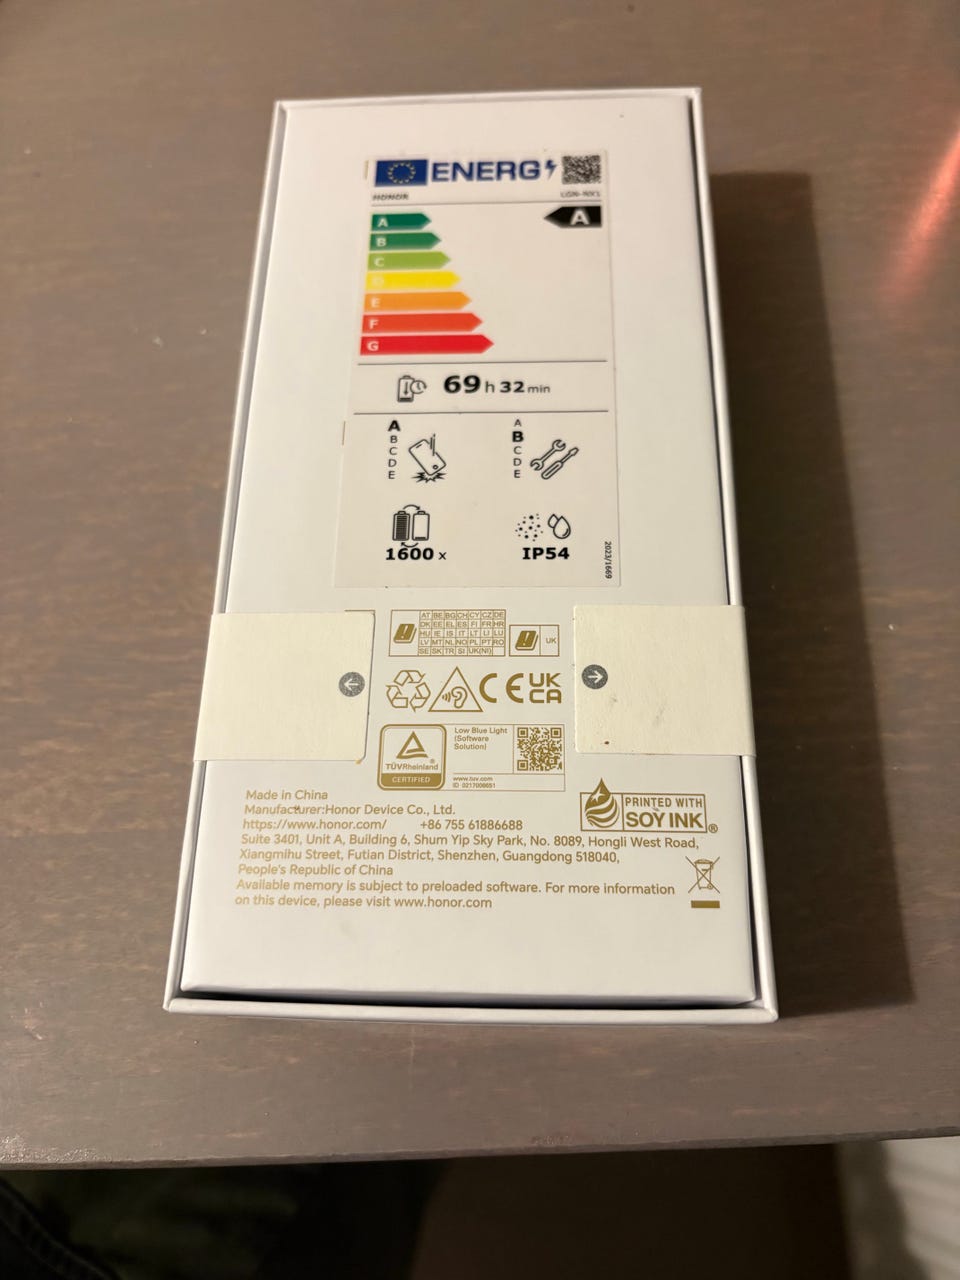 ENERG
HONOR
A
A
B
C
D
E
F
G
69 h 32 min
A
B
C
D
E
A
B
C
D
E
1600 x
IP54
2023/1669
AT BE BG CH CY CZ DE
DK EE EL ES FI FR HR
HU IE IS IT LT LI LU
LV MT NL NO PL PT RO
SE SK TR SI UK(NI)
UK
CE
UK
CA
Low Blue Light
(Software
Solution)
TÜVRheinland®
CERTIFIED
www.tuv.com
ID 0217008651
Made in China
Manufacturer:Honor Device Co., Ltd.
https://www.honor.com/ +86 755 61886688
Suite 3401, Unit A, Building 6, Shum Yip Sky Park, No. 8089, Hongli West Road,
Xiangmihu Street, Futian District, Shenzhen, Guangdong 518040,
People's Republic of China
Available memory is subject to preloaded software. For more information
on this device, please visit www.honor.com
PRINTED WITH
SOY INK®